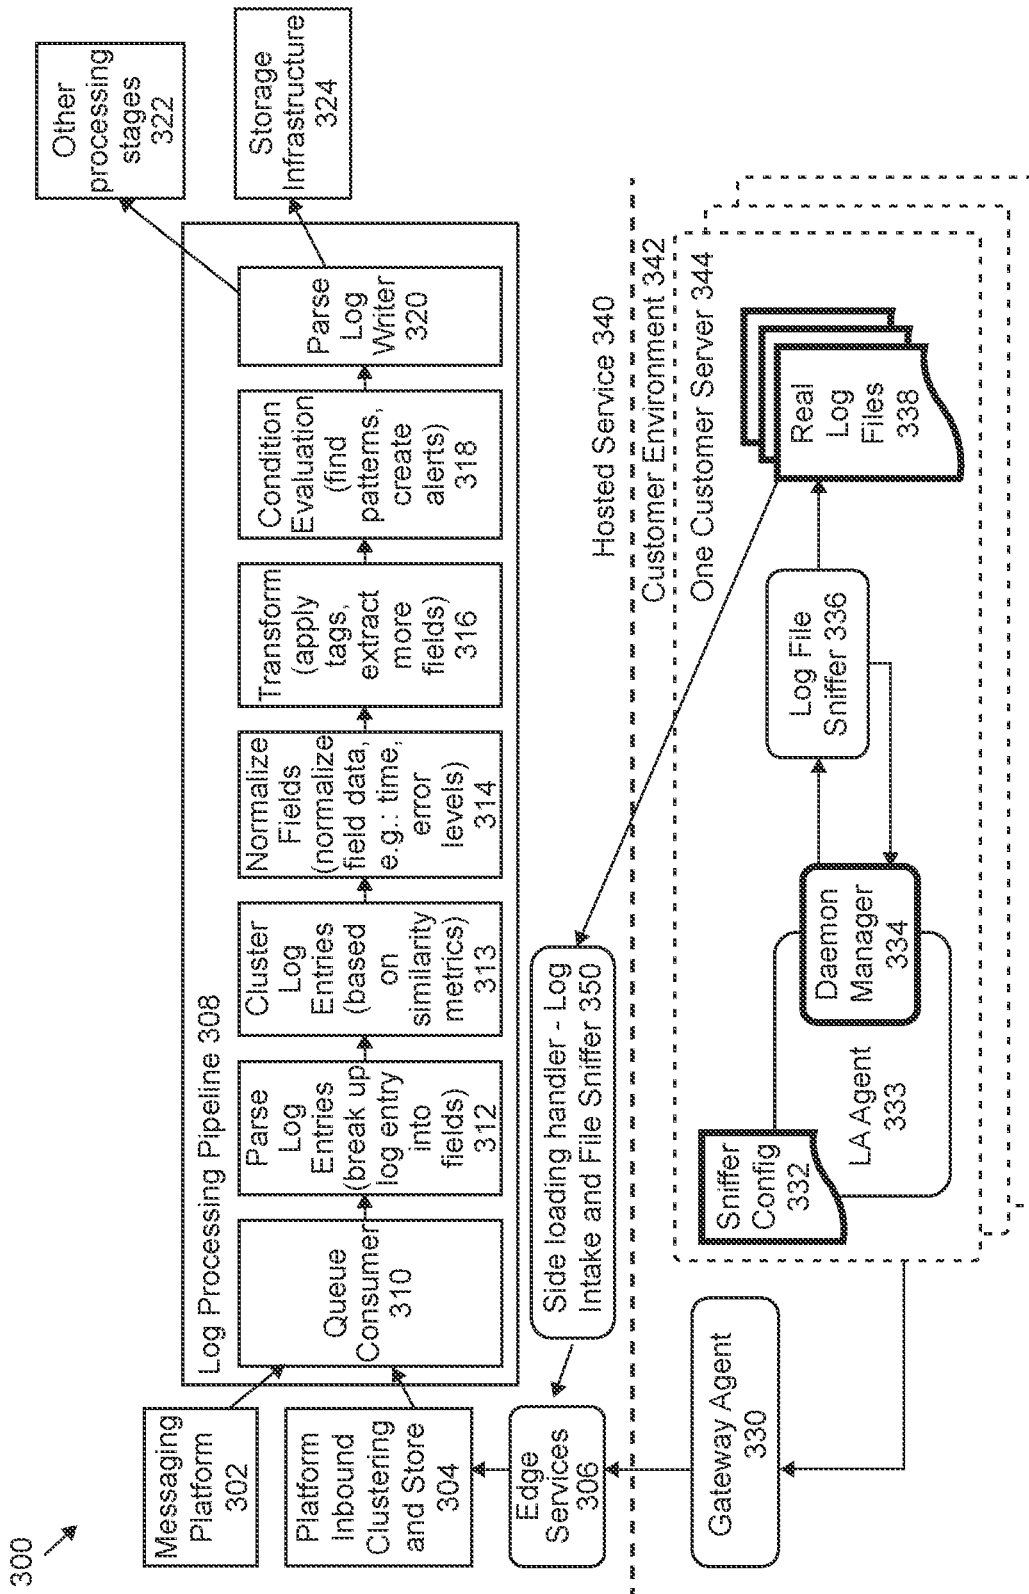 300
Messaging
Platform
302
Platform
Inbound
Clustering
and Store
304
Edge
Services
306
Log Processing Pipeline 308
Queue
Consumer
310
Parse
Log
Entries
(break up
log entry
into
fields)
312
Cluster
Log
Entries
(based
on
similarity
metrics)
313
Normalize
Fields
(normalize
field data,
e.g.: time,
error
levels)
314
Transform
(apply
tags,
extract
more
fields)
316
Condition
Evaluation
(find
patterns,
create
alerts)
318
Parse
Log
Writer
320
Other
processing
stages
322
Storage
Infrastructure
324
Side loading handler - Log
Intake and File Sniffer 350
Hosted Service 340
Customer Environment 342
One Customer Server 344
Gateway Agent
330
Sniffer
Config
332
LA Agent
333
Daemon
Manager
334
Log File
Sniffer 336
Real
Log
Files
338